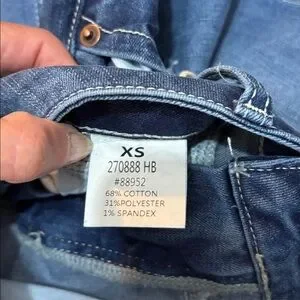 XS
270888 HB
#88952
68% COTTON
31%POLYESTER
1% SPANDEX